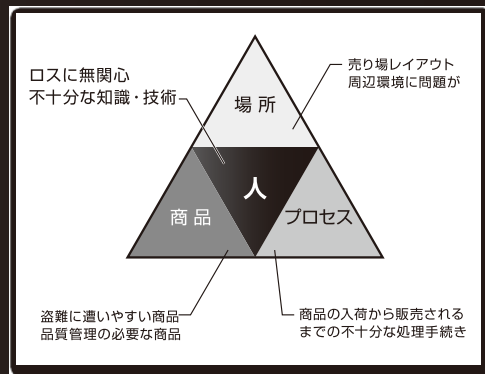 ロスに無関心
不十分な知識・技術
売り場レイアウト
周辺環境に問題が
場所
人
商品
プロセス
盗難に遭いやすい商品
品質管理の必要な商品
商品の入荷から販売される
までの不十分な処理手続き